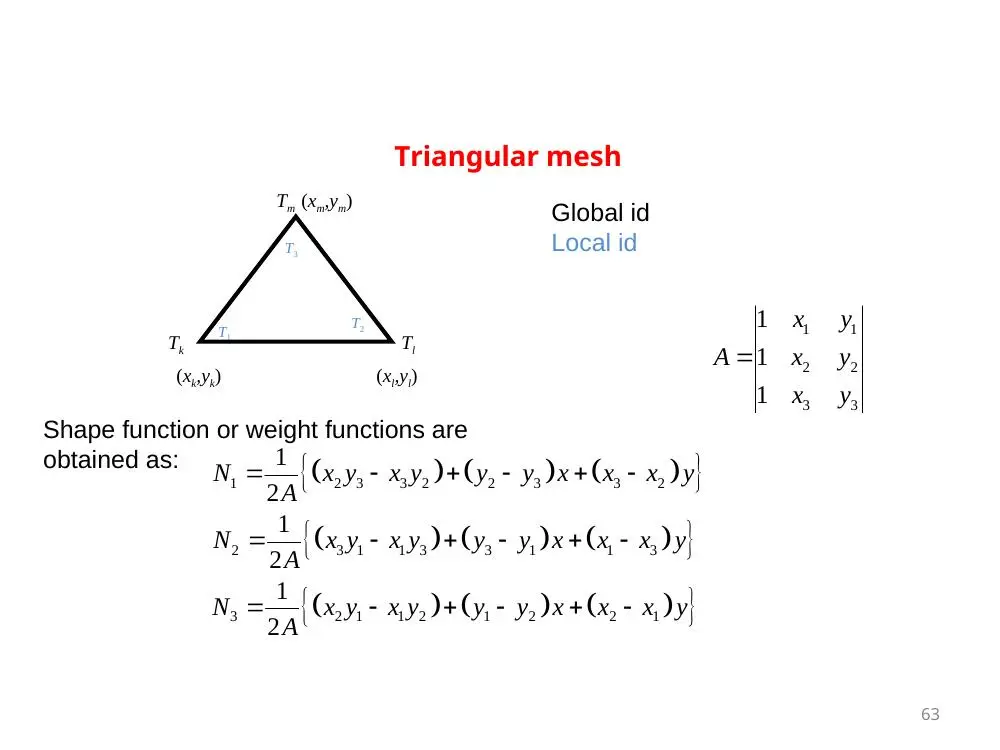 Triangular mesh
Tm (xm,ym)
Global id
Local id
T3
T1
T2
Tk
Tl
(xk,yk)
(xl,yl)
A = |1 x1 y1
1 x2 y2
1 x3 y3|
Shape function or weight functions are
obtained as:
N1 = 1/2A {(x2y3 - x3y2) + (y2 - y3)x + (x3 - x2)y}
N2 = 1/2A {(x3y1 - x1y3) + (y3 - y1)x + (x1 - x3)y}
N3 = 1/2A {(x2y1 - x1y2) + (y1 - y2)x + (x2 - x1)y}
63